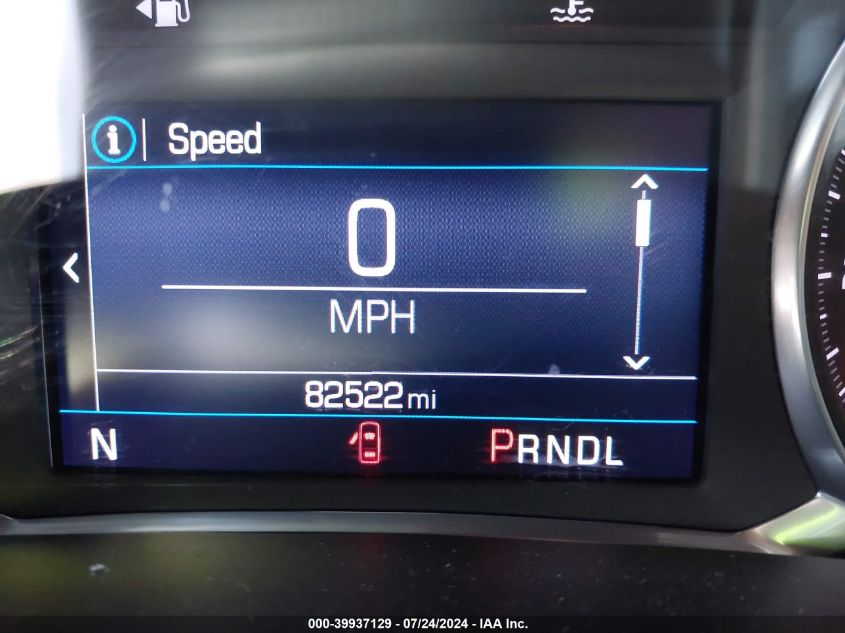 Speed
0
MPH
82522 mi
N PRNDL
000-39937129 / 07/24/2024 - IAA Inc.